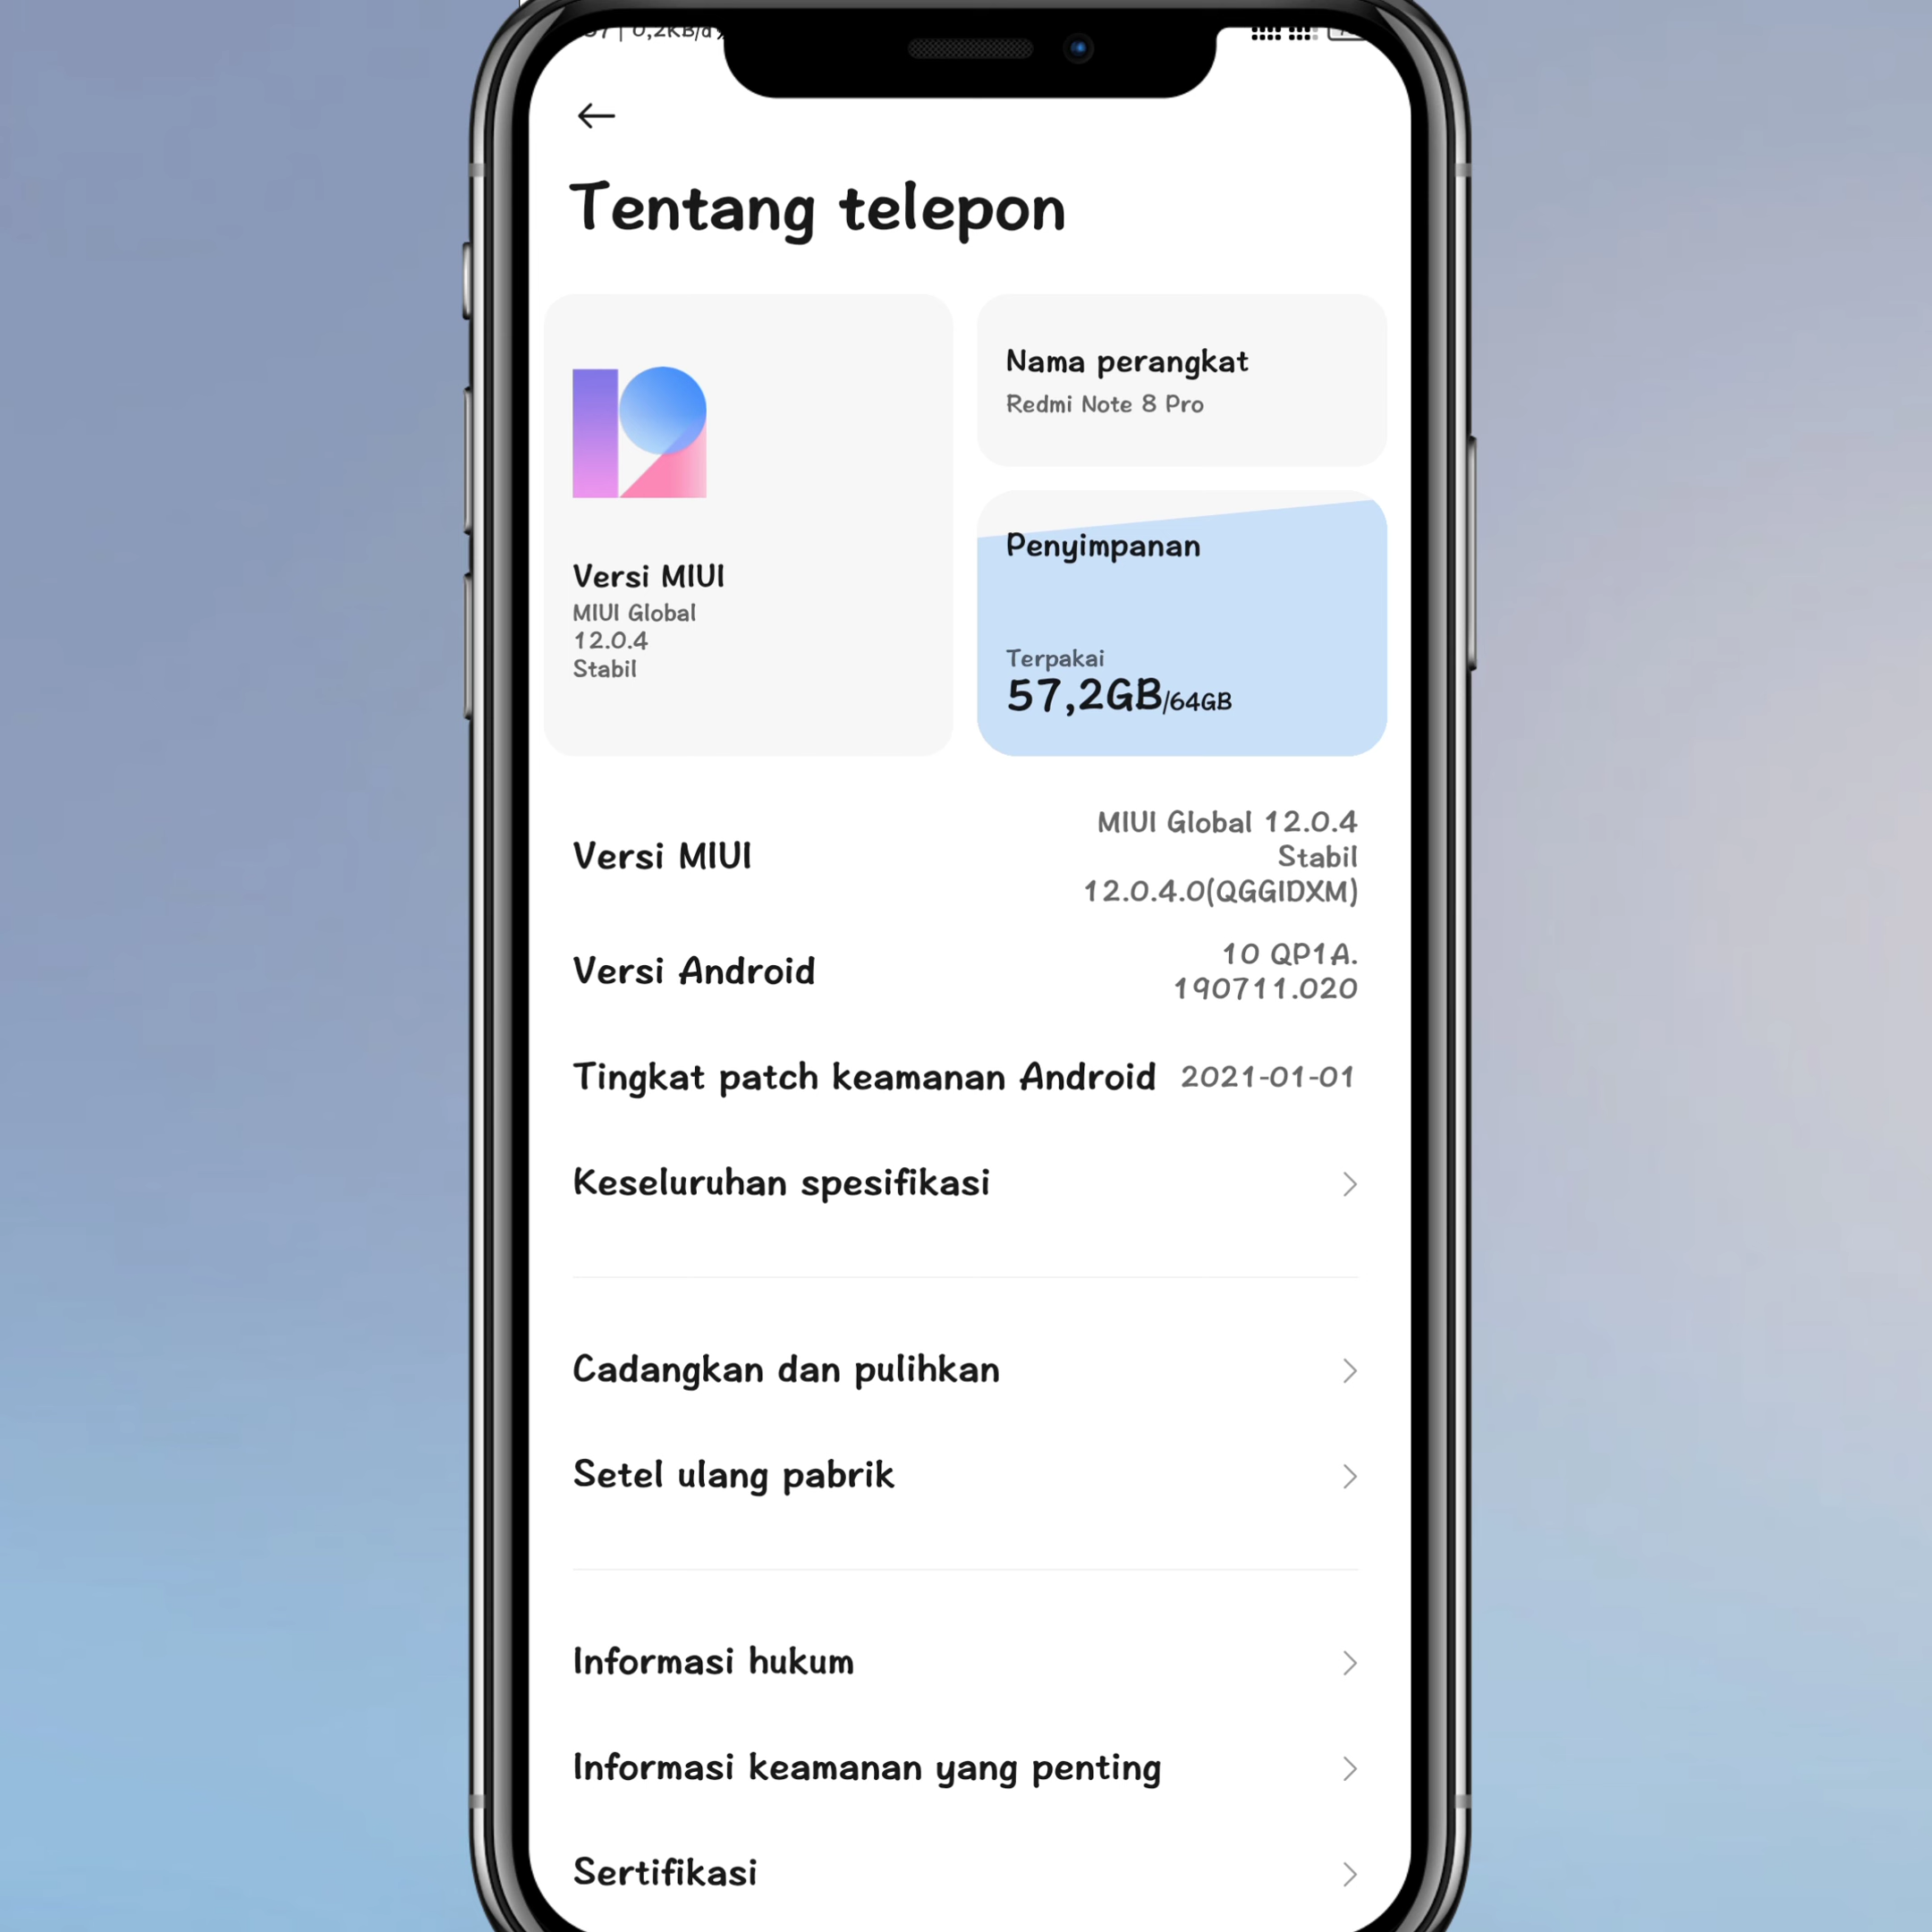 0,2KB/d
Tentang telepon
Versi MIUI
MIUI Global
12.0.4
Stabil
Nama perangkat
Redmi Note 8 Pro
Penyimpanan
Terpakai
57,2GB/64GB
Versi MIUI
MIUI Global 12.0.4
Stabil
12.0.4.0(QGGIDXM)
Versi Android
10 QP1A.
190711.020
Tingkat patch keamanan Android 2021-01-01
Keseluruhan spesifikasi
Cadangkan dan pulihkan
Setel ulang pabrik
Informasi hukum
Informasi keamanan yang penting
Sertifikasi